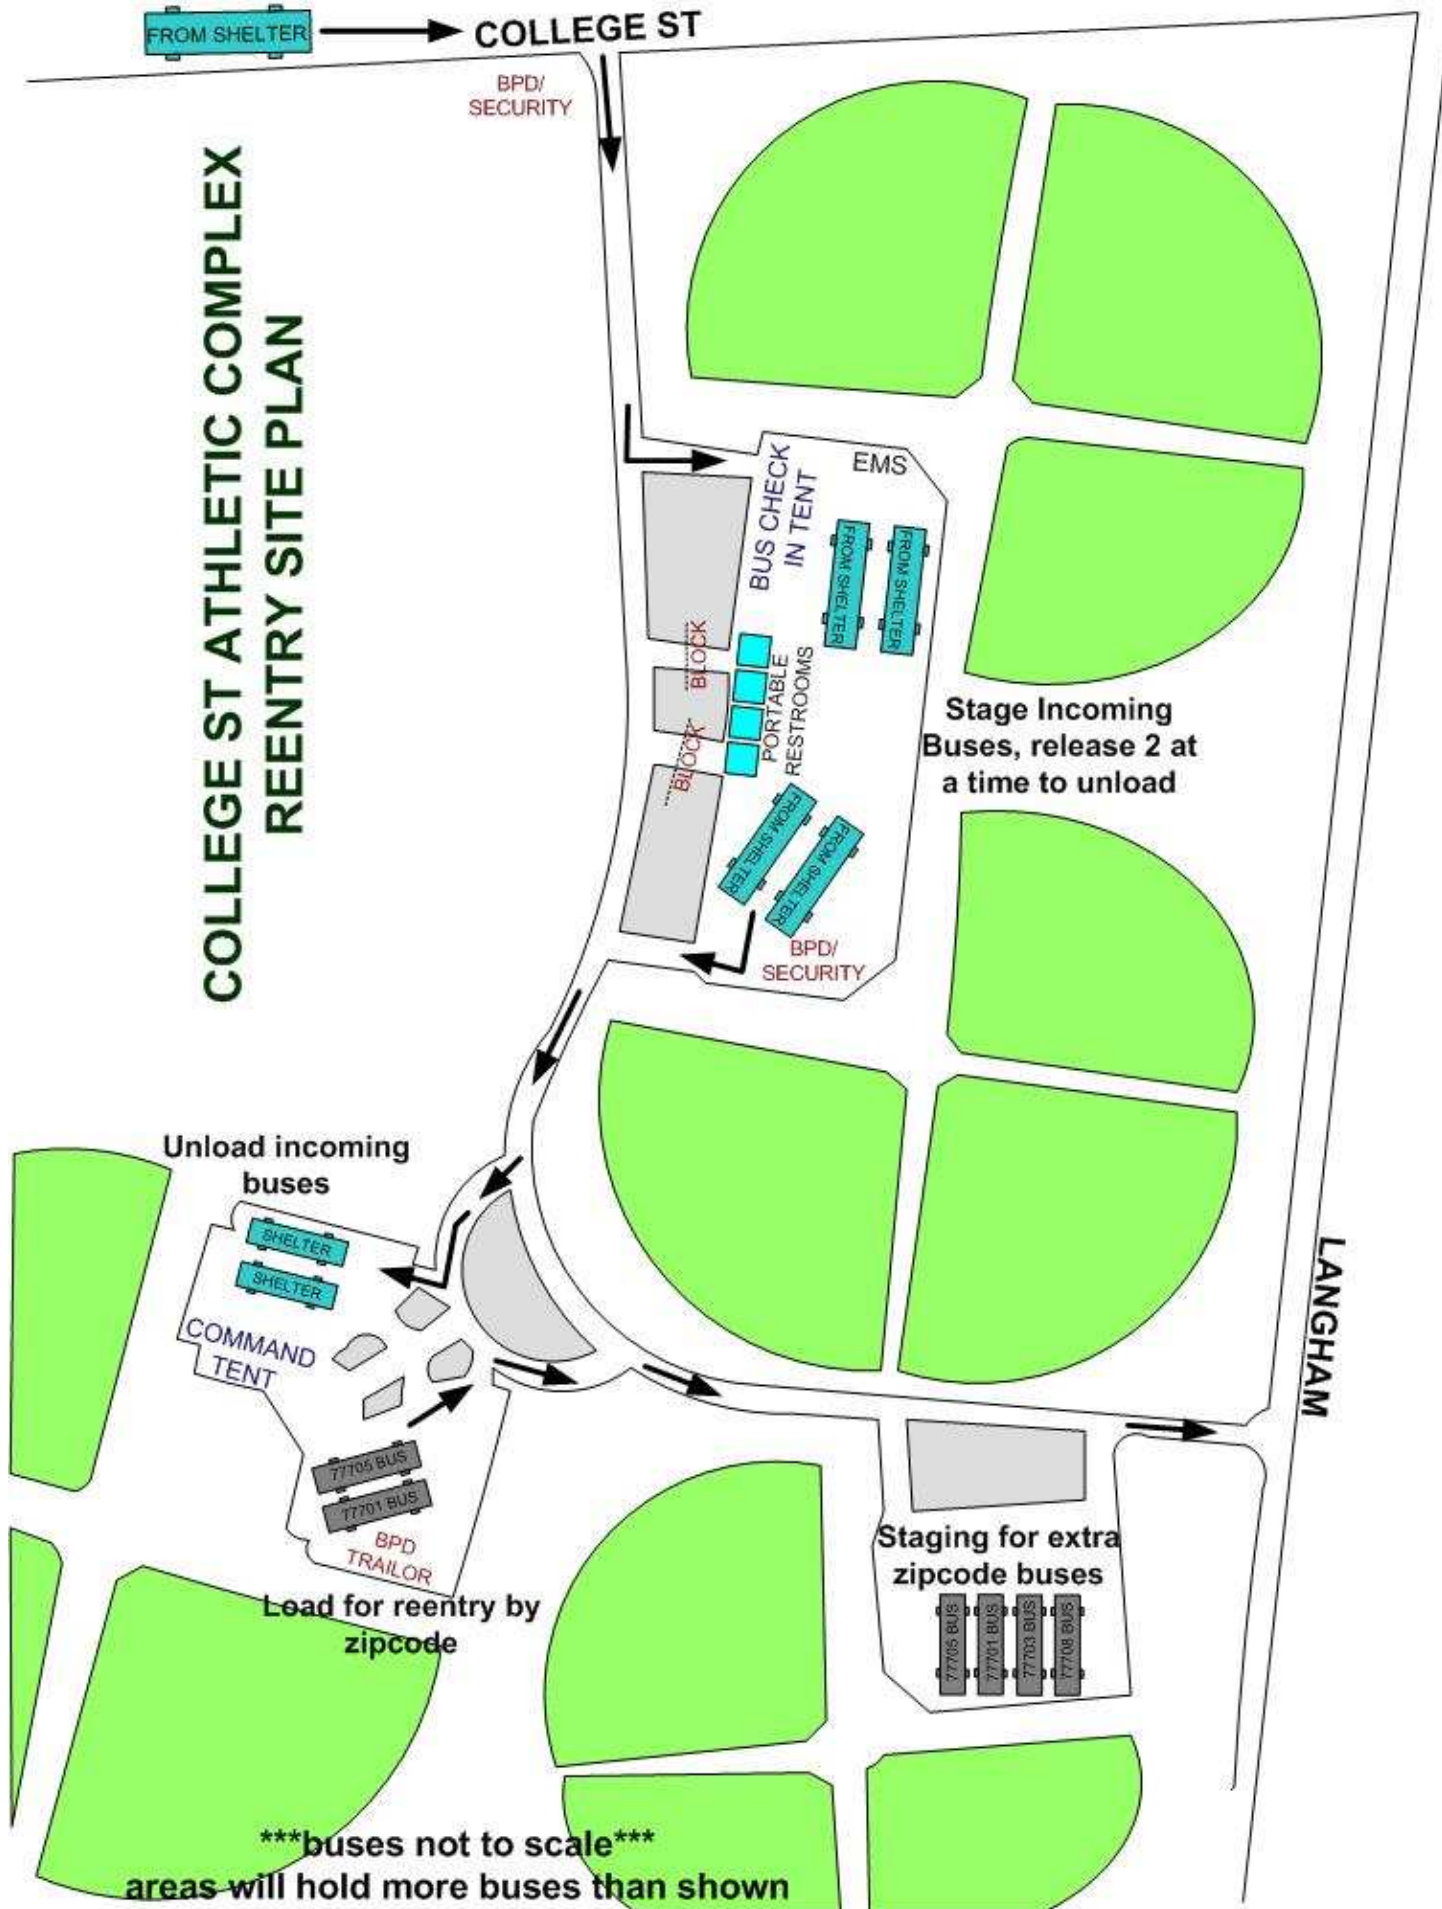 FROM SHELTER
COLLEGE ST
BPD/
SECURITY
COLLEGE ST ATHLETIC COMPLEX
REENTRY SITE PLAN
EMS
BUS CHECK
IN TENT
FROM SHELTER
FROM SHELTER
BLOCK
BLOCK
PORTABLE
RESTROOMS
Stage Incoming
Buses, release 2 at
a time to unload
FROM SHELTER
FROM SHELTER
BPD/
SECURITY
Unload incoming
buses
SHELTER
SHELTER
COMMAND
TENT
LANGHAM
77705 BUS
77701 BUS
BPD
TRAILOR
Load for reentry by
zipcode
Staging for extra
zipcode buses
77705 BUS
77701 BUS
77703 BUS
77708 BUS
***buses not to scale***
areas will hold more buses than shown